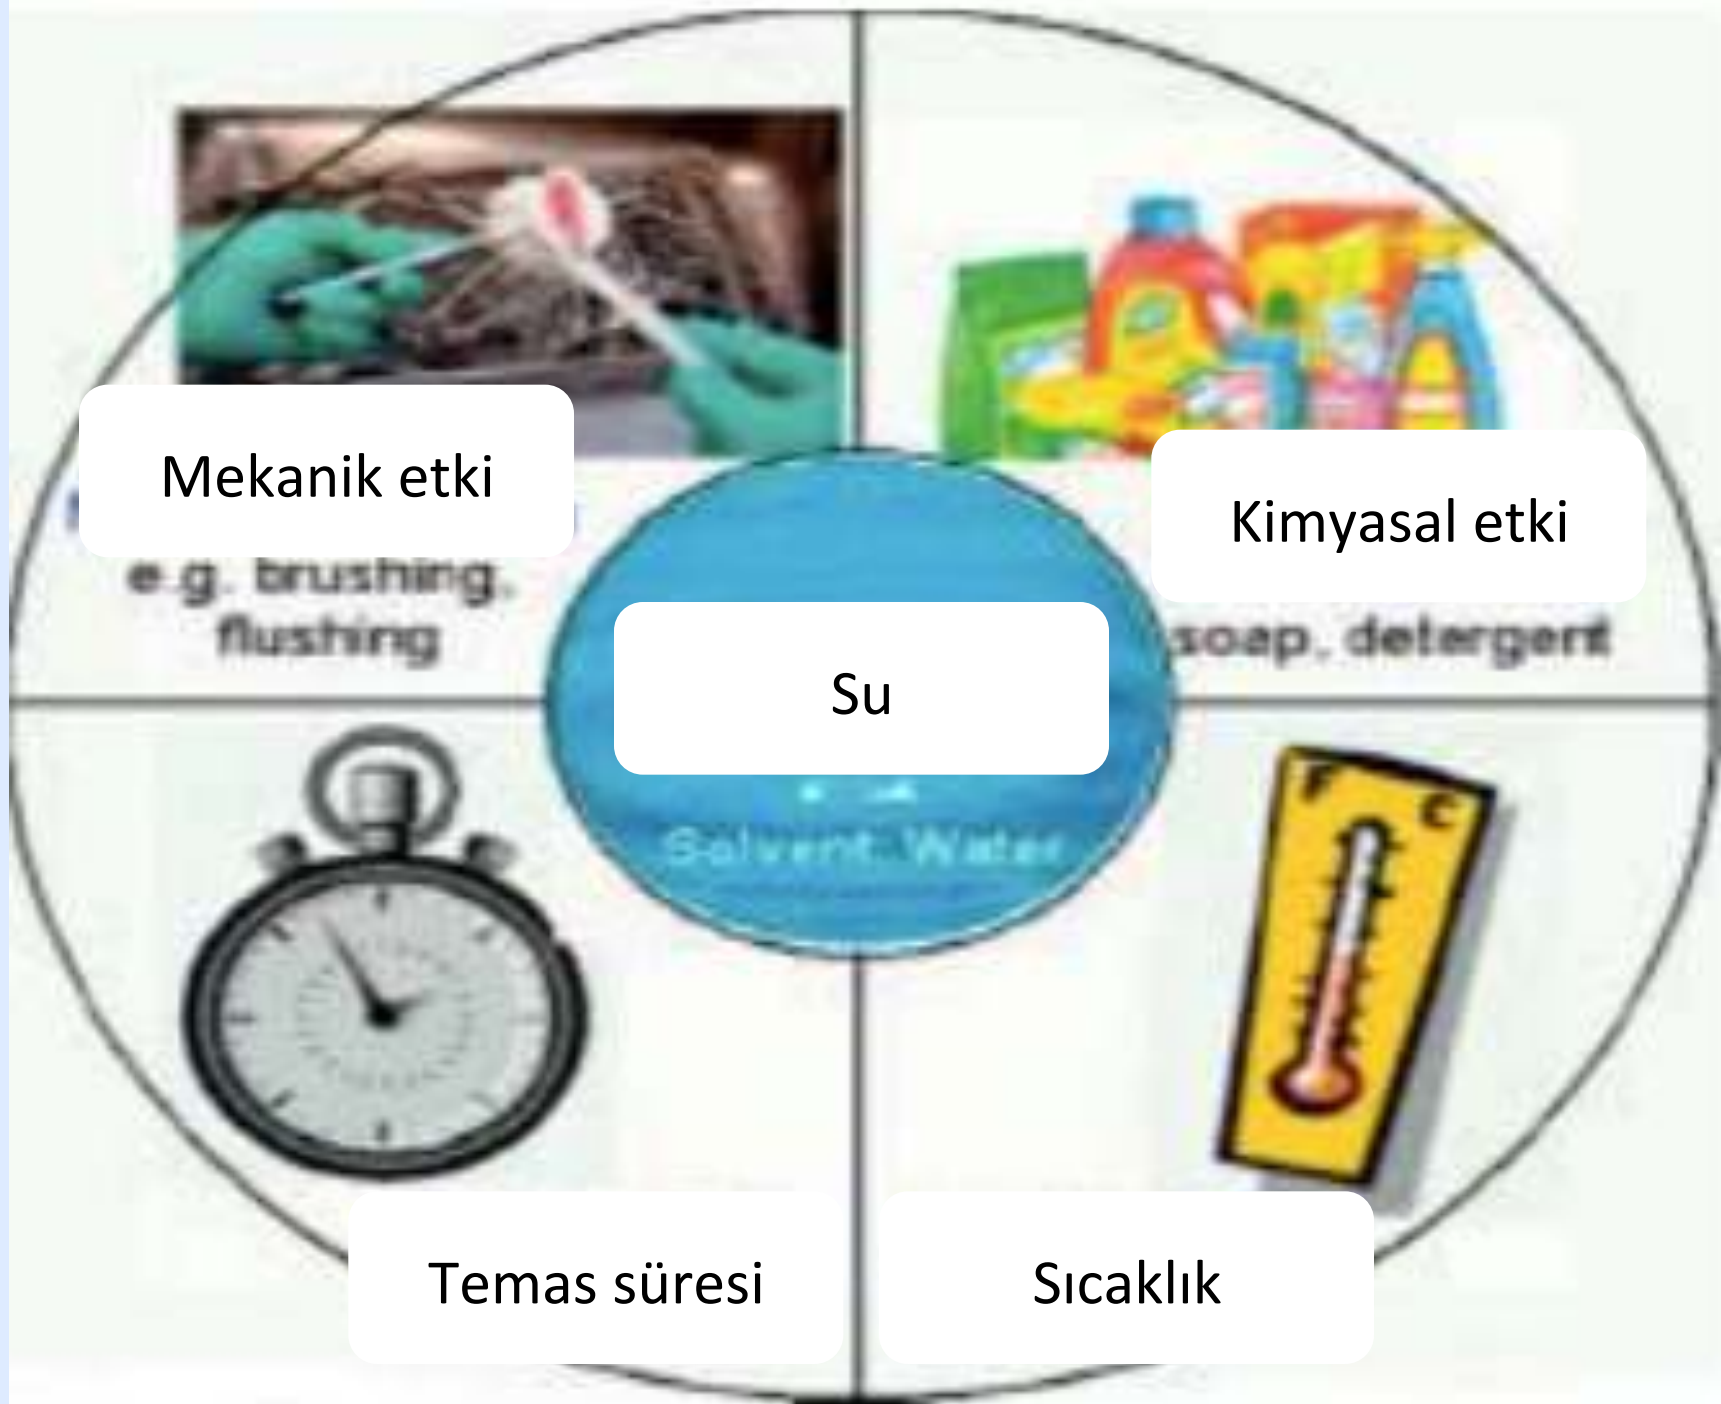 Mekanik etki
e.g. brushing,
flushing
Kimyasal etki
soap, detergent
Su
Solvent: Water
F C
Temas süresi
Sıcaklık